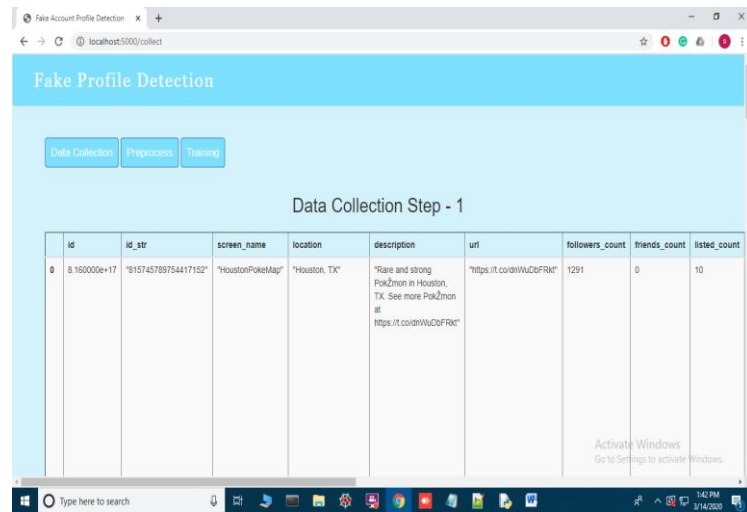 Fake Account Profile Detection
localhost:5000/collect
Fake Profile Detection
Data Collection Preprocess Training
Data Collection Step - 1
id id_str screen_name location description url followers_count friends_count listed_count
0 8.160000e+17 "815745789754417152" "HoustonPokeMap" "Houston, TX" "Rare and strong "https://t.co/dnWuDbFRkt" 1291 0 10
PokŽmon in Houston,
TX. See more PokŽmon
at
https://t.co/dnWuDbFRkt"
Activate Windows
Go to Settings to activate Windows.
Type here to search
1:42 PM
3/14/2020